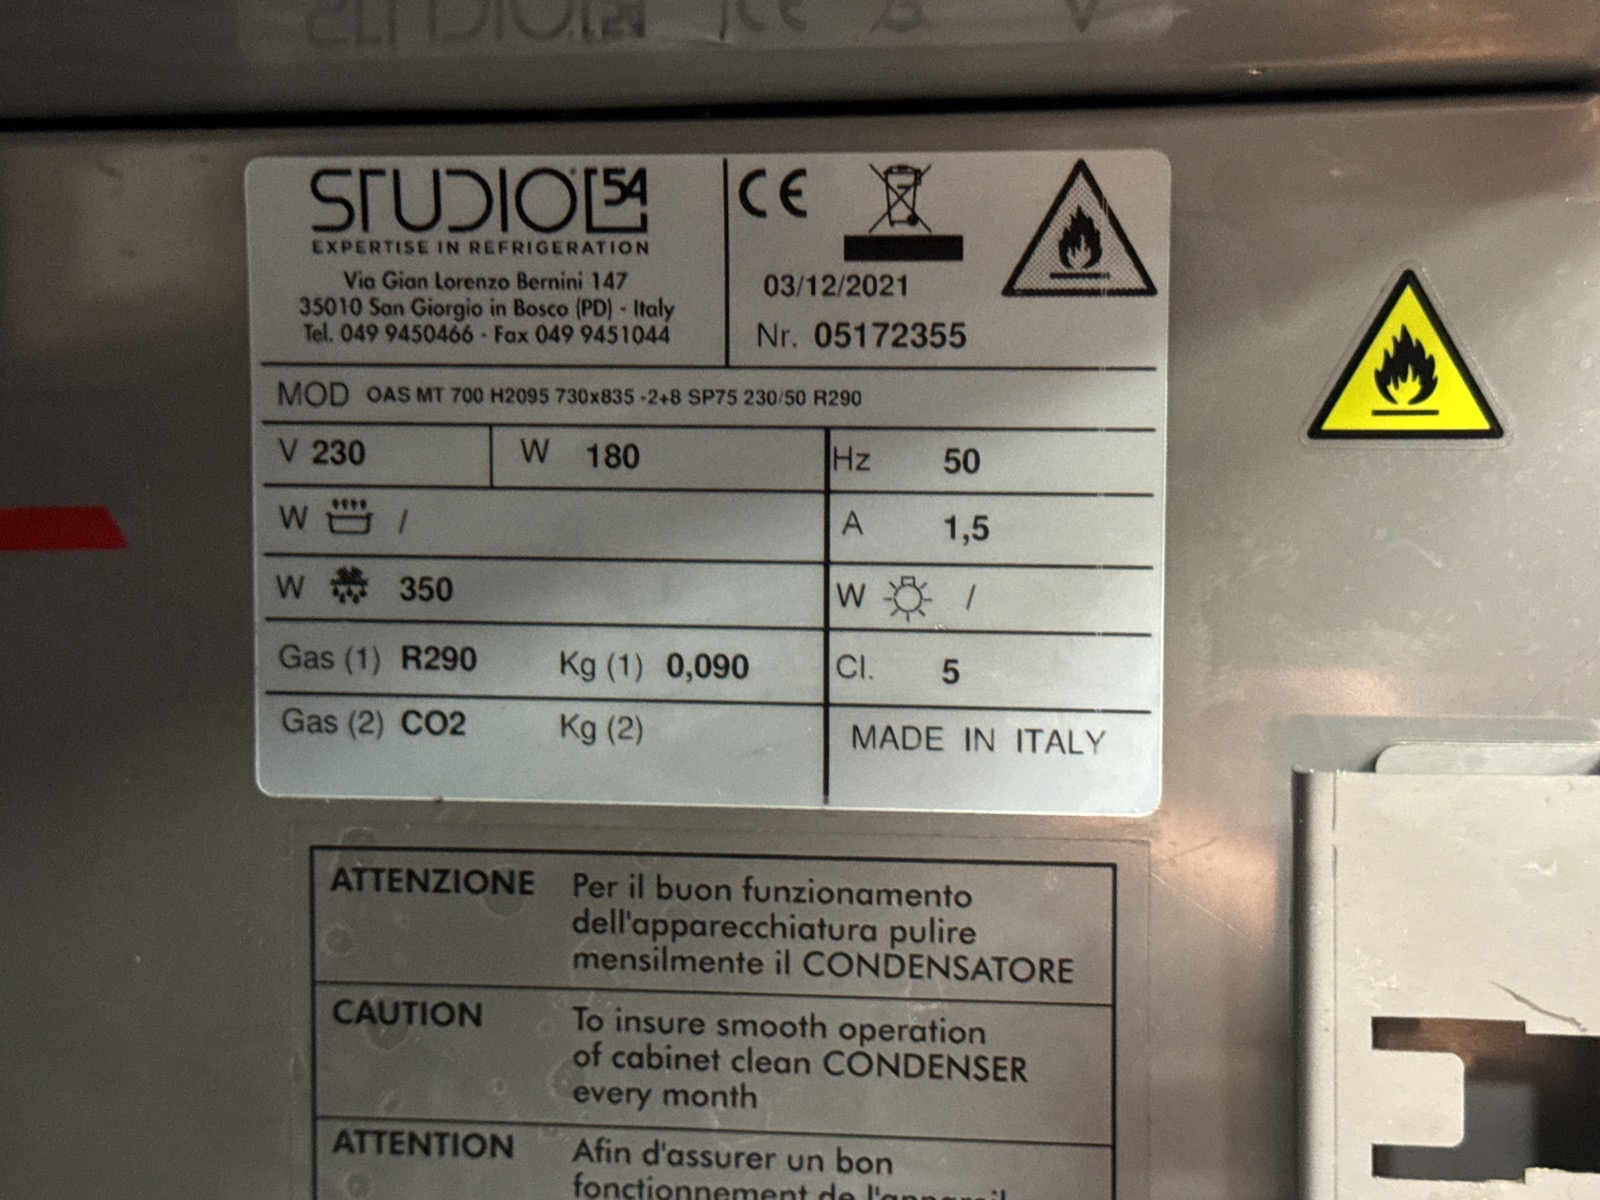 STUDIO 54
EXPERTISE IN REFRIGERATION
Via Gian Lorenzo Bernini 147
35010 San Giorgio in Bosco (PD) - Italy
Tel. 049 9450466 - Fax 049 9451044
CE
03/12/2021
Nr. 05172355
MOD OAS MT 700 H2095 730x835 -2+8 SP75 230/50 R290
V 230 W 180 Hz 50
W / A 1,5
W 350 W /
Gas (1) R290 Kg (1) 0,090 Cl. 5
Gas (2) CO2 Kg (2) MADE IN ITALY
ATTENZIONE Per il buon funzionamento
dell'apparecchiatura pulire
mensilmente il CONDENSATORE
CAUTION To insure smooth operation
of cabinet clean CONDENSER
every month
ATTENTION Afin d'assurer un bon
fonctionnement de l'appareil